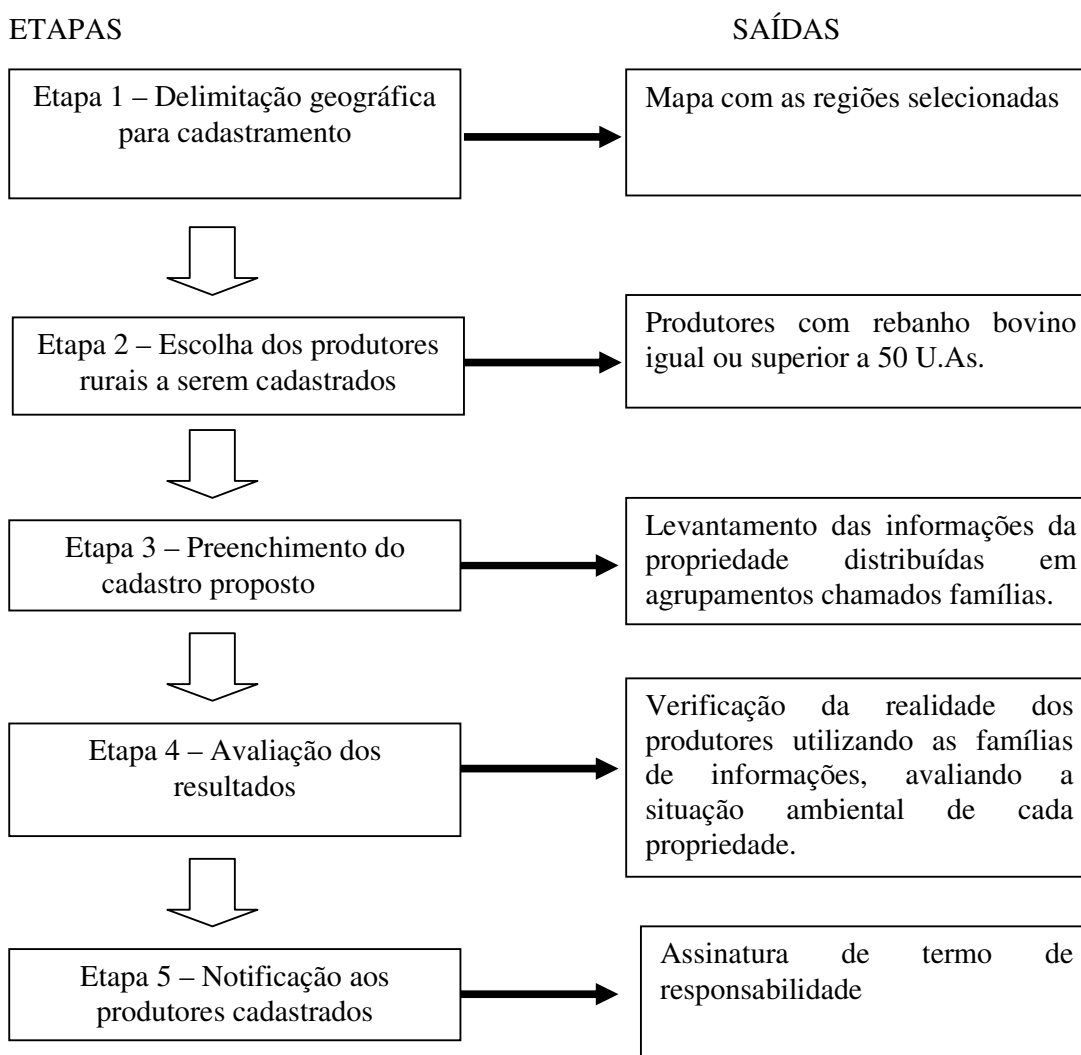 ETAPAS
SAÍDAS
Etapa 1 – Delimitação geográfica
para cadastramento
Mapa com as regiões selecionadas
Etapa 2 – Escolha dos produtores
rurais a serem cadastrados
Produtores com rebanho bovino
igual ou superior a 50 U.As.
Etapa 3 – Preenchimento do
cadastro proposto
Levantamento das informações da
propriedade distribuídas em
agrupamentos chamados famílias.
Etapa 4 – Avaliação dos
resultados
Verificação da realidade dos
produtores utilizando as famílias
de informações, avaliando a
situação ambiental de cada
propriedade.
Etapa 5 – Notificação aos
produtores cadastrados
Assinatura de termo de
responsabilidade